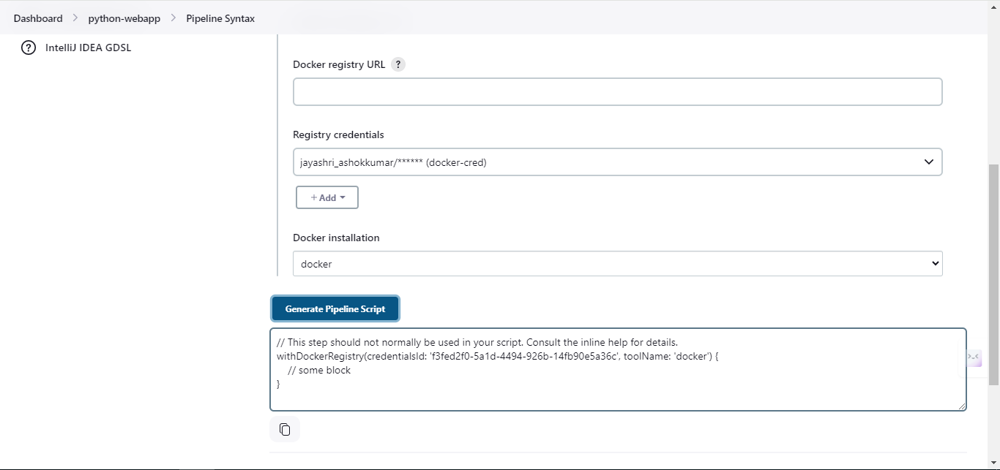 Dashboard > python-webapp > Pipeline Syntax
? IntelliJ IDEA GDSL
Docker registry URL ?
Registry credentials
jayashri_ashokkumar/****** (docker-cred)
+ Add
Docker installation
docker
Generate Pipeline Script
// This step should not normally be used in your script. Consult the inline help for details.
withDockerRegistry(credentialsId: 'f3fed2f0-5a1d-4494-926b-14fb90e5a36c', toolName: 'docker') {
// some block
}